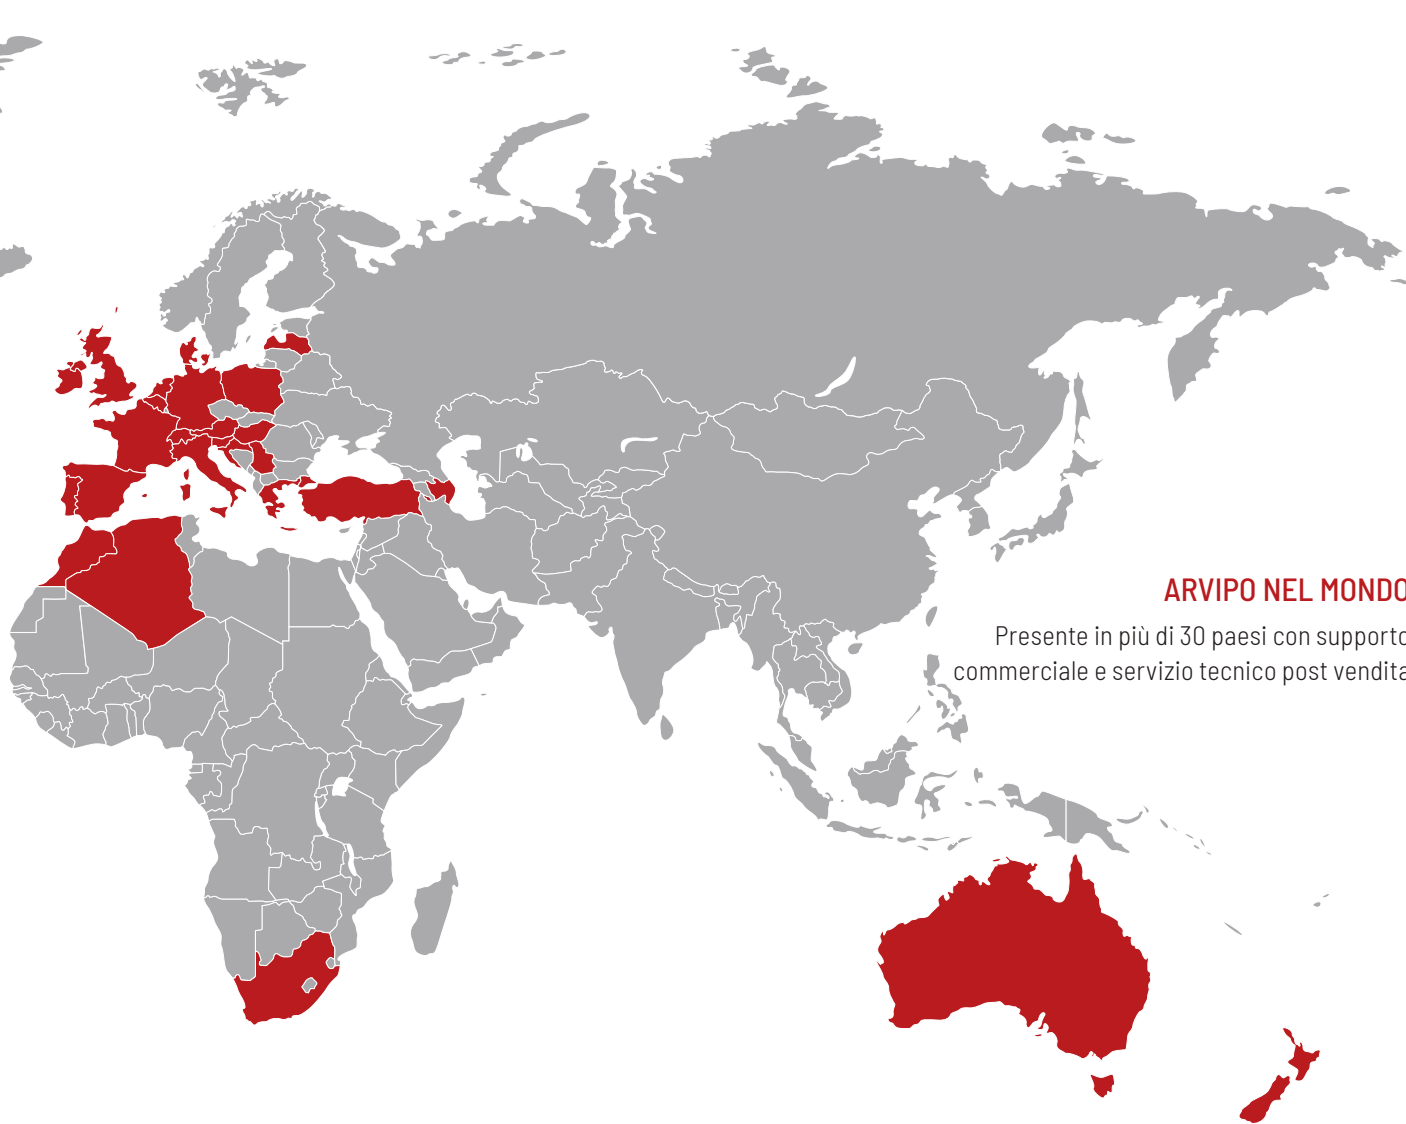 ARVIPO NEL MONDO
Presente in più di 30 paesi con supporto
commerciale e servizio tecnico post vendita